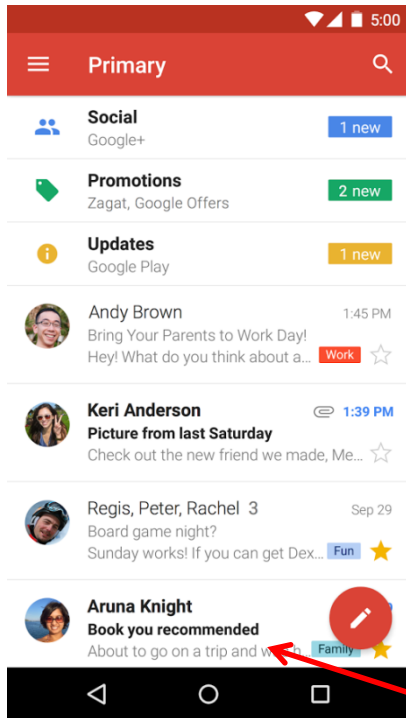 5:00
Primary
Social
1 new
Google+
Promotions
2 new
Zagat, Google Offers
Updates
1 new
Google Play
Andy Brown 1:45 PM
Bring Your Parents to Work Day!
Hey! What do you think about a... Work
Keri Anderson 1:39 PM
Picture from last Saturday
Check out the new friend we made, Me...
Regis, Peter, Rachel 3 Sep 29
Board game night?
Sunday works! If you can get Dex... Fun
Aruna Knight
Book you recommended
About to go on a trip and Family